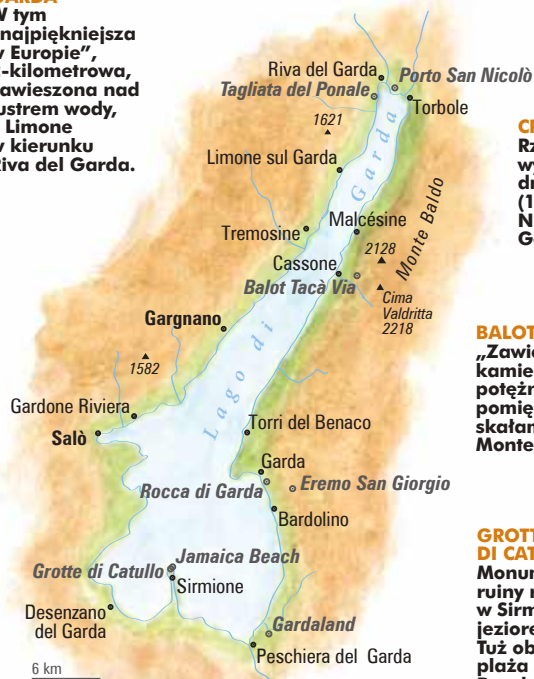 W tym
najpiękniejsza
w Europie”,
-kilometrowa,
zawieszona nad
lustrem wody,
z Limone
w kierunku
Riva del Garda.
Riva del Garda
Porto San Nicolò
Tagliata del Ponale
Torbole
1621
Limone sul Garda
Lago di Garda
Malcésine
Tremosine
2128
Monte Baldo
Cassone
Balot Tacà Via
Cima
Valdritta
2218
Gargnano
1582
Gardone Riviera
Salò
Torri del Benaco
Garda
Rocca di Garda
Eremo San Giorgio
Bardolino
Jamaica Beach
Grotte di Catullo
Sirmione
Desenzano
del Garda
Gardaland
Peschiera del Garda
6 km
BALOT
kamie
potężn
pomię
skałan
Monte
GROTT
DI CAT
Monum
ruiny r
w Sirm
jeziore
Tuż ob
plaża